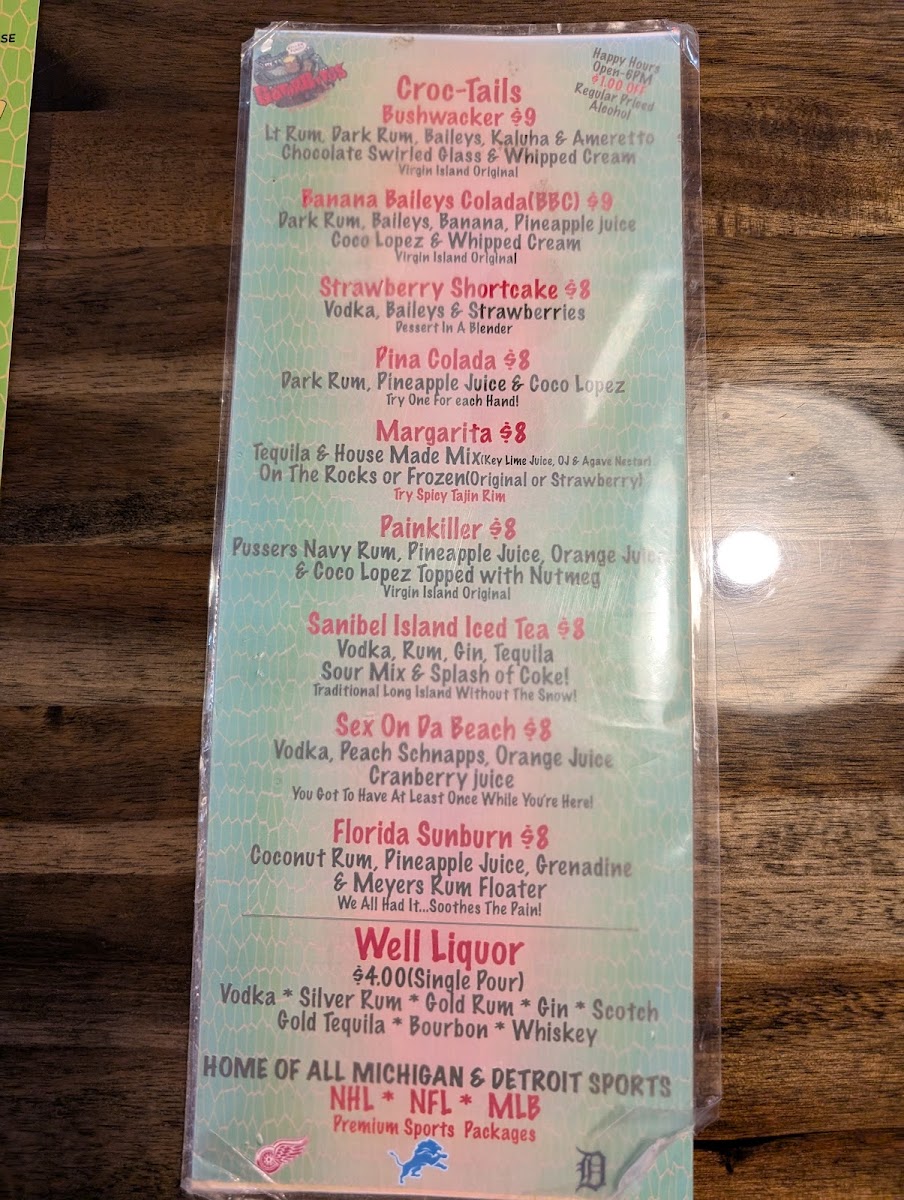 SE
Happy Hours
Open-6PM
$1.00 OFF
Regular Priced
Alcohol
Croc-Tails
Bushwacker $9
Lt Rum, Dark Rum, Baileys, Kaluha & Ameretto
Chocolate Swirled Glass & Whipped Cream
Virgin Island Original
Banana Baileys Colada(BBC) $9
Dark Rum, Baileys, Banana, Pineapple juice
Coco Lopez & Whipped Cream
Virgin Island Original
Strawberry Shortcake $8
Vodka, Baileys & Strawberries
Dessert In A Blender
Pina Colada $8
Dark Rum, Pineapple Juice & Coco Lopez
Try One For each Hand!
Margarita $8
Tequila & House Made Mix(Key Lime Juice, OJ & Agave Nectar)
On The Rocks or Frozen(Original or Strawberry)
Try Spicy Tajin Rim
Painkiller $8
Pussers Navy Rum, Pineapple Juice, Orange Juice
& Coco Lopez Topped with Nutmeg
Virgin Island Original
Sanibel Island Iced Tea $8
Vodka, Rum, Gin, Tequila
Sour Mix & Splash of Coke!
Traditional Long Island Without The Snow!
Sex On Da Beach $8
Vodka, Peach Schnapps, Orange Juice
Cranberry juice
You Got To Have At Least Once While You're Here!
Florida Sunburn $8
Coconut Rum, Pineapple Juice, Grenadine
& Meyers Rum Floater
We All Had It...Soothes The Pain!
Well Liquor
$4.00(Single Pour)
Vodka * Silver Rum * Gold Rum * Gin * Scotch
Gold Tequila * Bourbon * Whiskey
HOME OF ALL MICHIGAN & DETROIT SPORTS
NHL * NFL * MLB
Premium Sports Packages
D